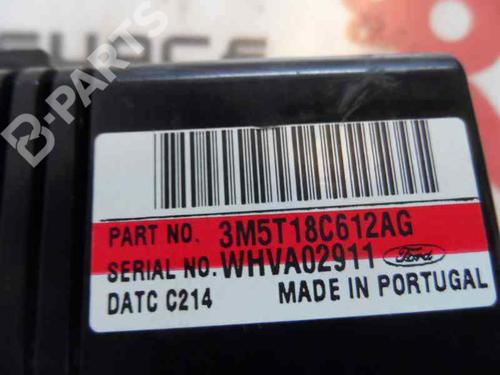 B-PARTS
PART NO. 3M5T18C612AG
SERIAL NO. WHVA02911 Ford
DATC C214 MADE IN PORTUGAL